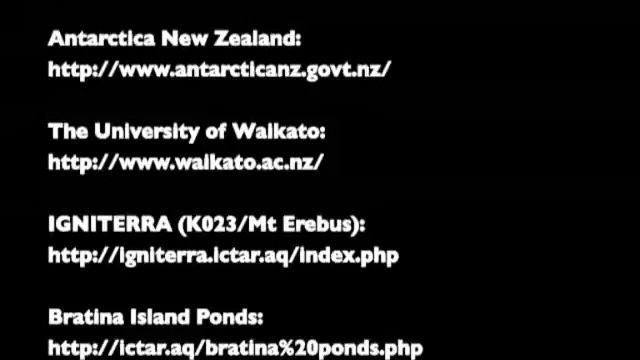 Antarctica New Zealand:
http://www.antarcticanz.govt.nz/
The University of Waikato:
http://www.waikato.ac.nz/
IGNITERRA (K023/Mt Erebus):
http://igniterra.ictar.aq/index.php
Bratina Island Ponds:
http://ictar.aq/bratina%20ponds.php